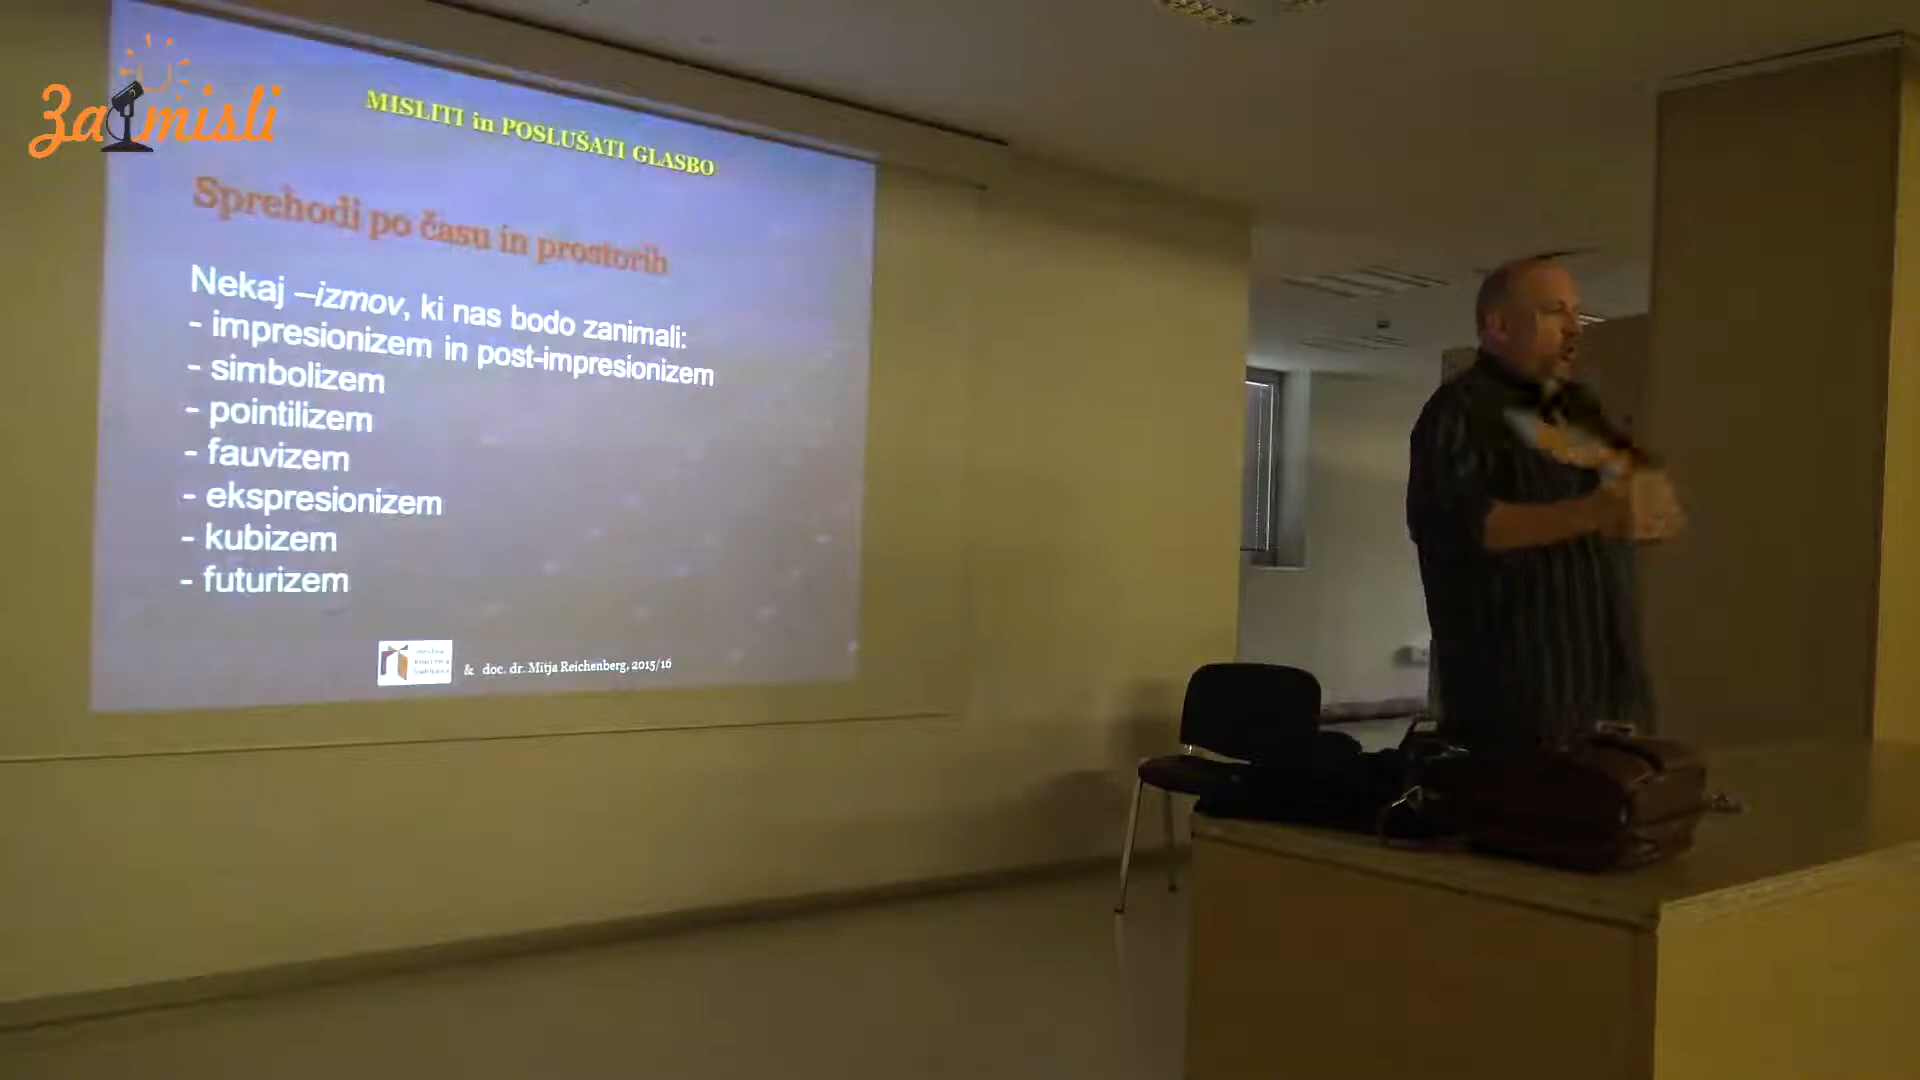 Zamisli
MISLITI in POSLUŠATI GLASBO
Sprehodi po času in prostorih
Nekaj –izmov, ki nas bodo zanimali:
- impresionizem in post-impresionizem
- simbolizem
- pointilizem
- fauvizem
- ekspresionizem
- kubizem
- futurizem
& doc. dr. Mitja Reichenberg, 2015/16